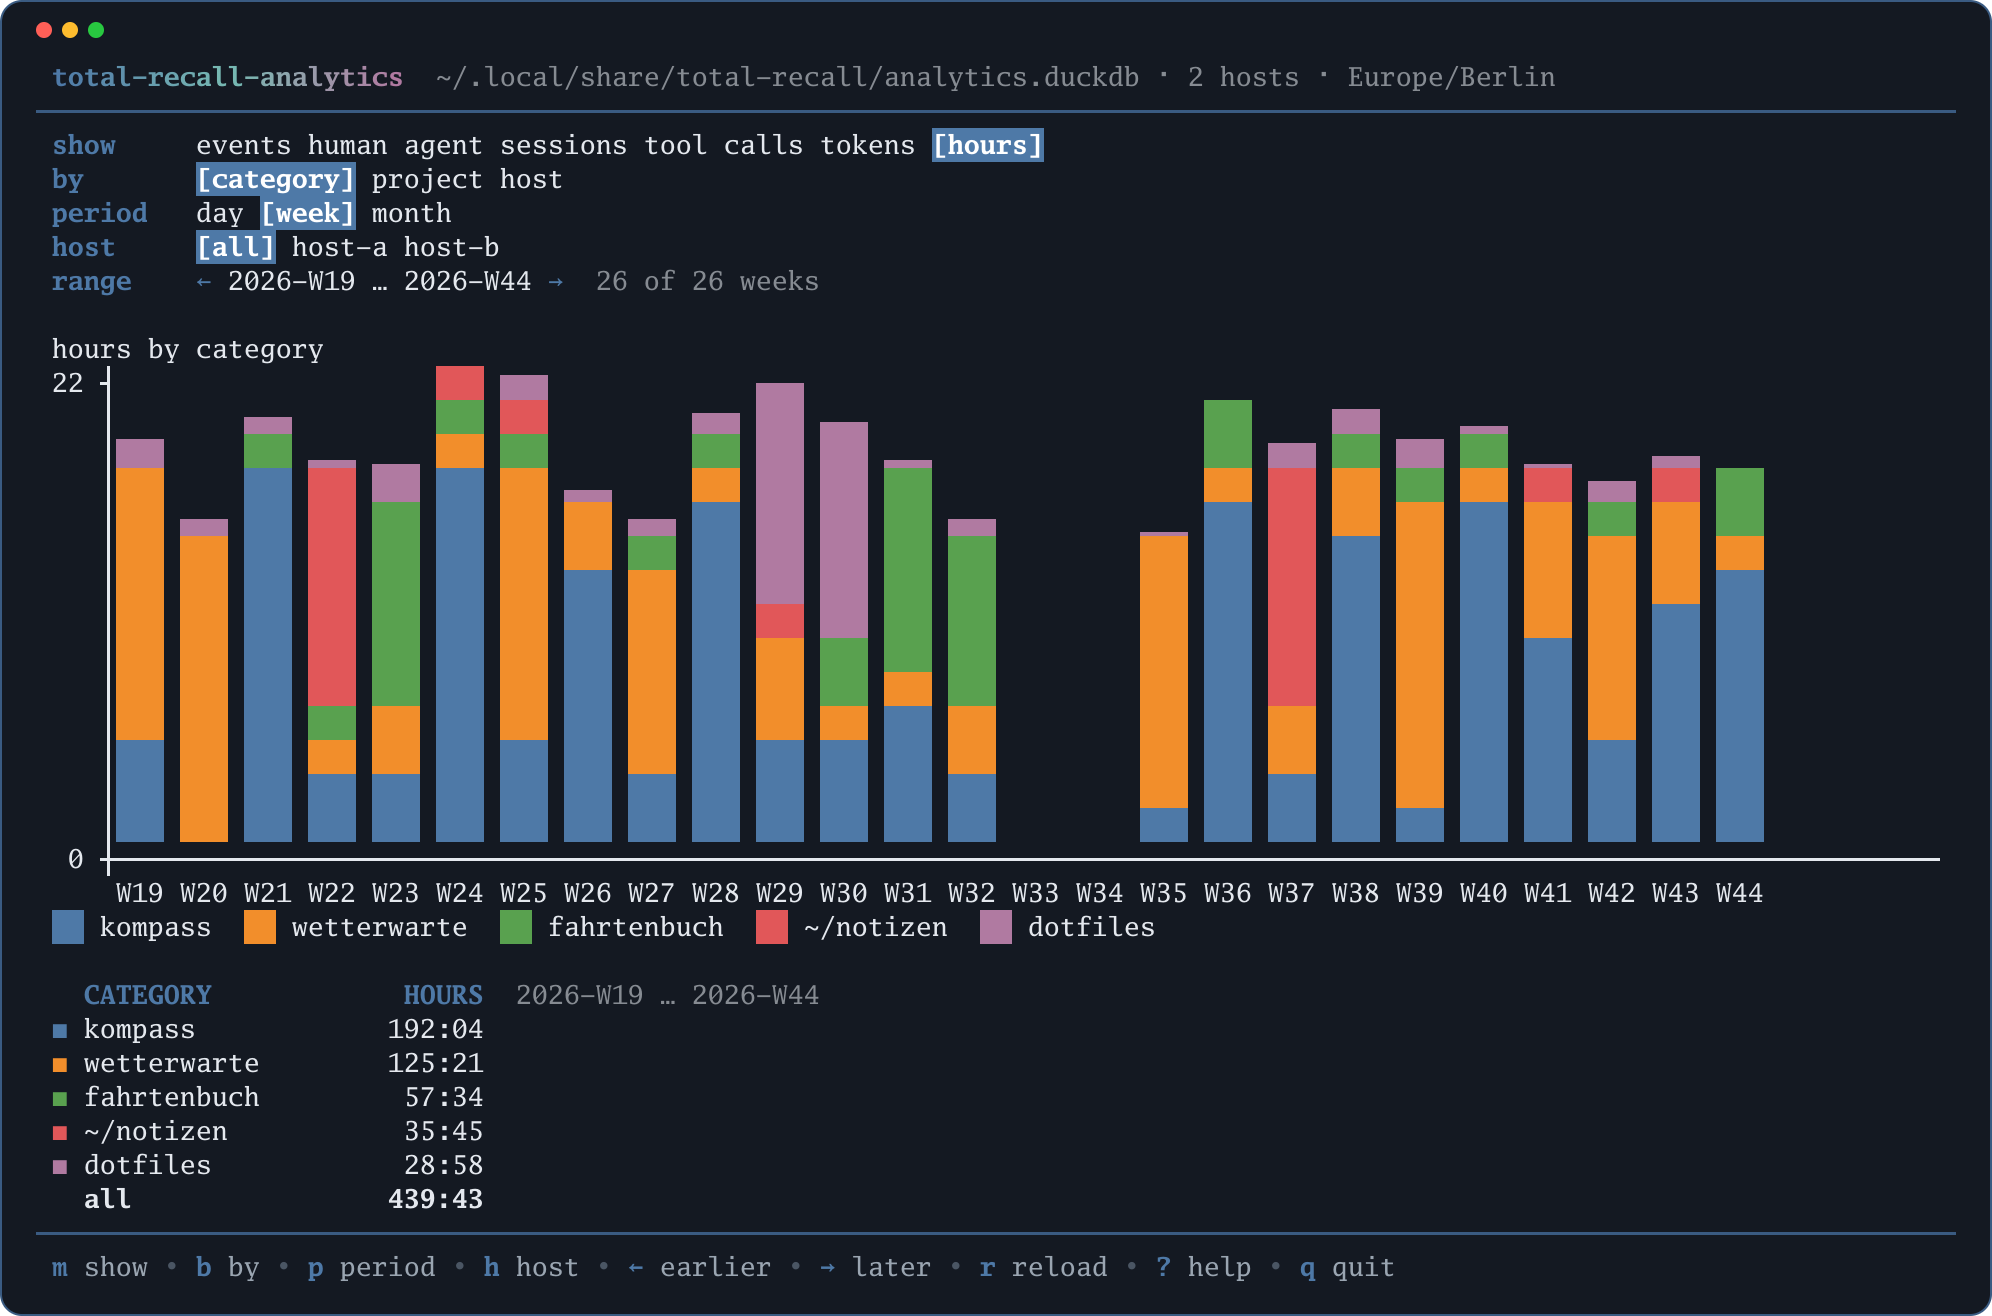 total-recall-analytics  ~/.local/share/total-recall/analytics.duckdb · 2 hosts · Europe/Berlin
show     events human agent sessions tool calls tokens [hours]
by       [category] project host
period   day [week] month
host     [all] host-a host-b
range    ← 2026-W19 … 2026-W44 →  26 of 26 weeks
hours by category
22
0
W19 W20 W21 W22 W23 W24 W25 W26 W27 W28 W29 W30 W31 W32 W33 W34 W35 W36 W37 W38 W39 W40 W41 W42 W43 W44
kompass  wetterwarte  fahrtenbuch  ~/notizen  dotfiles
CATEGORY            HOURS  2026-W19 … 2026-W44
kompass            192:04
wetterwarte        125:21
fahrtenbuch         57:34
~/notizen           35:45
dotfiles            28:58
all                439:43
m show • b by • p period • h host • ← earlier • → later • r reload • ? help • q quit